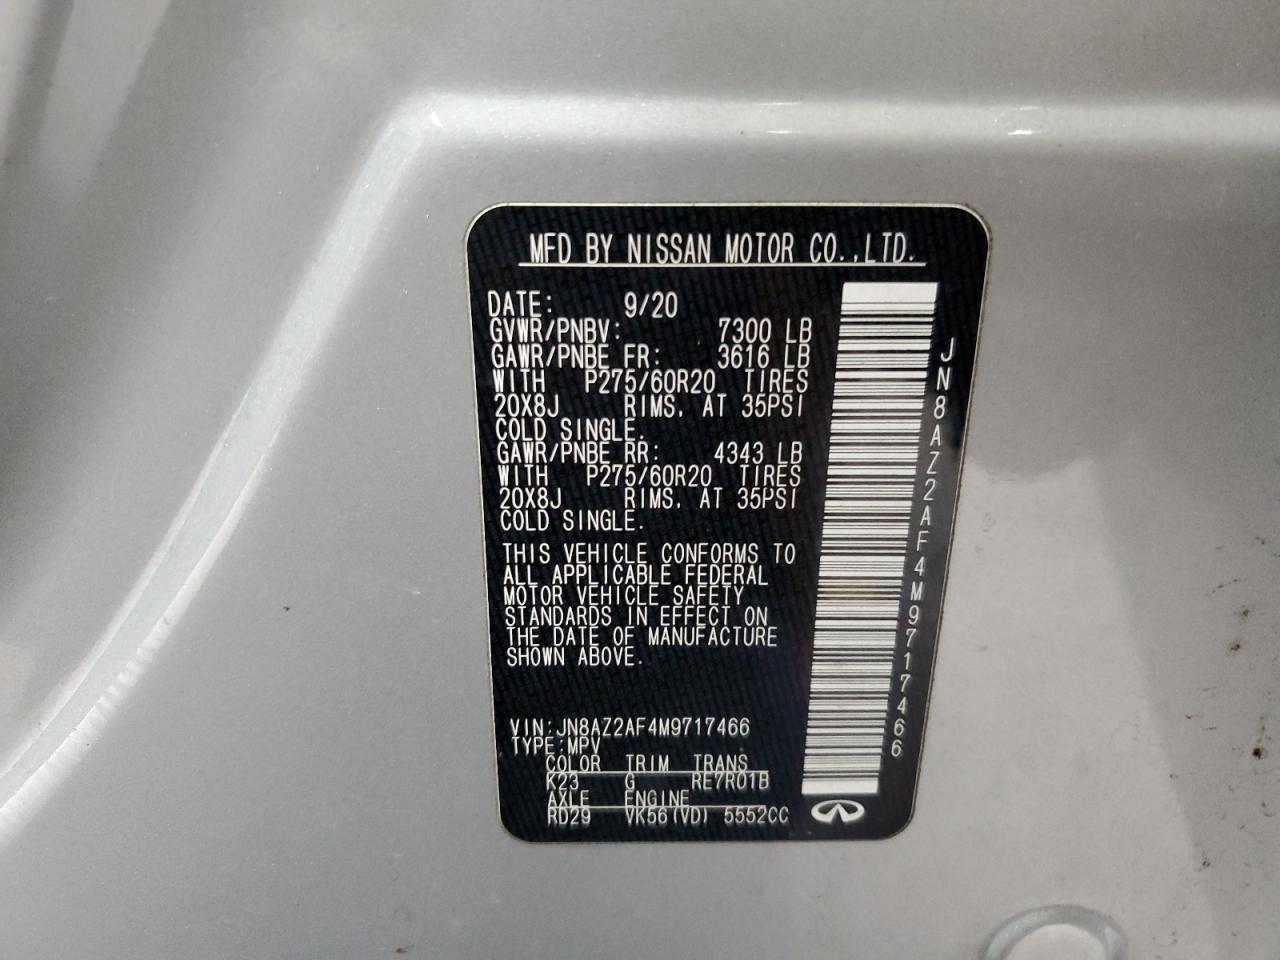 MFD BY NISSAN MOTOR CO.,LTD.
DATE: 9/20
GVWR/PNBV: 7300 LB
GAWR/PNBE FR: 3616 LB
WITH P275/60R20 TIRES
20X8J RIMS. AT 35PSI
COLD SINGLE.
GAWR/PNBE RR: 4343 LB
WITH P275/60R20 TIRES
20X8J RIMS. AT 35PSI
COLD SINGLE.
THIS VEHICLE CONFORMS TO
ALL APPLICABLE FEDERAL
MOTOR VEHICLE SAFETY
STANDARDS IN EFFECT ON
THE DATE OF MANUFACTURE
SHOWN ABOVE.
VIN:JN8AZ2AF4M9717466
TYPE:MPV
COLOR TRIM TRANS
K23 G RE7R01B
AXLE ENGINE
RD29 VK56(VD) 5552CC
JN8AZ2AF4M9717466